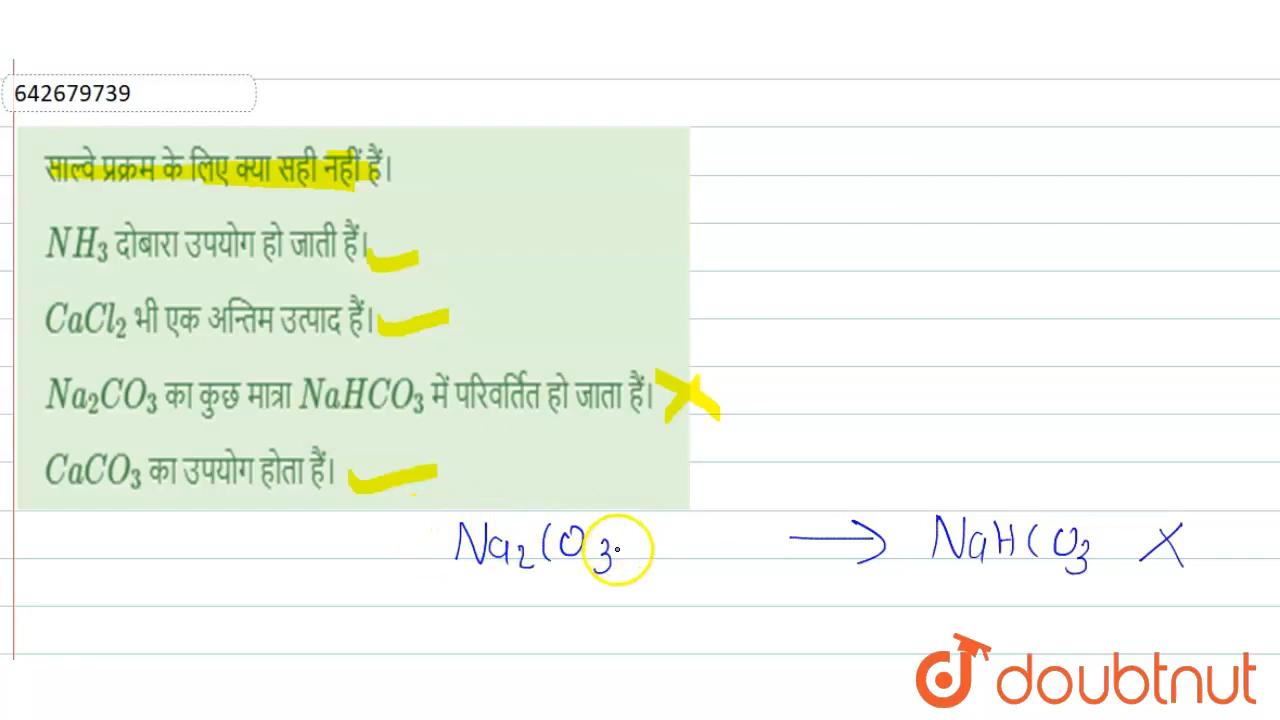 642679739
साल्वे प्रक्रम के लिए क्या सही नहीं हैं।
NH₃ दोबारा उपयोग हो जाती हैं।
CaCl₂ भी एक अन्तिम उत्पाद हैं।
Na₂CO₃ का कुछ मात्रा NaHCO₃ में परिवर्तित हो जाता हैं।
CaCO₃ का उपयोग होता हैं।
Na₂CO₃ → NaHCO₃ X
doubtnut